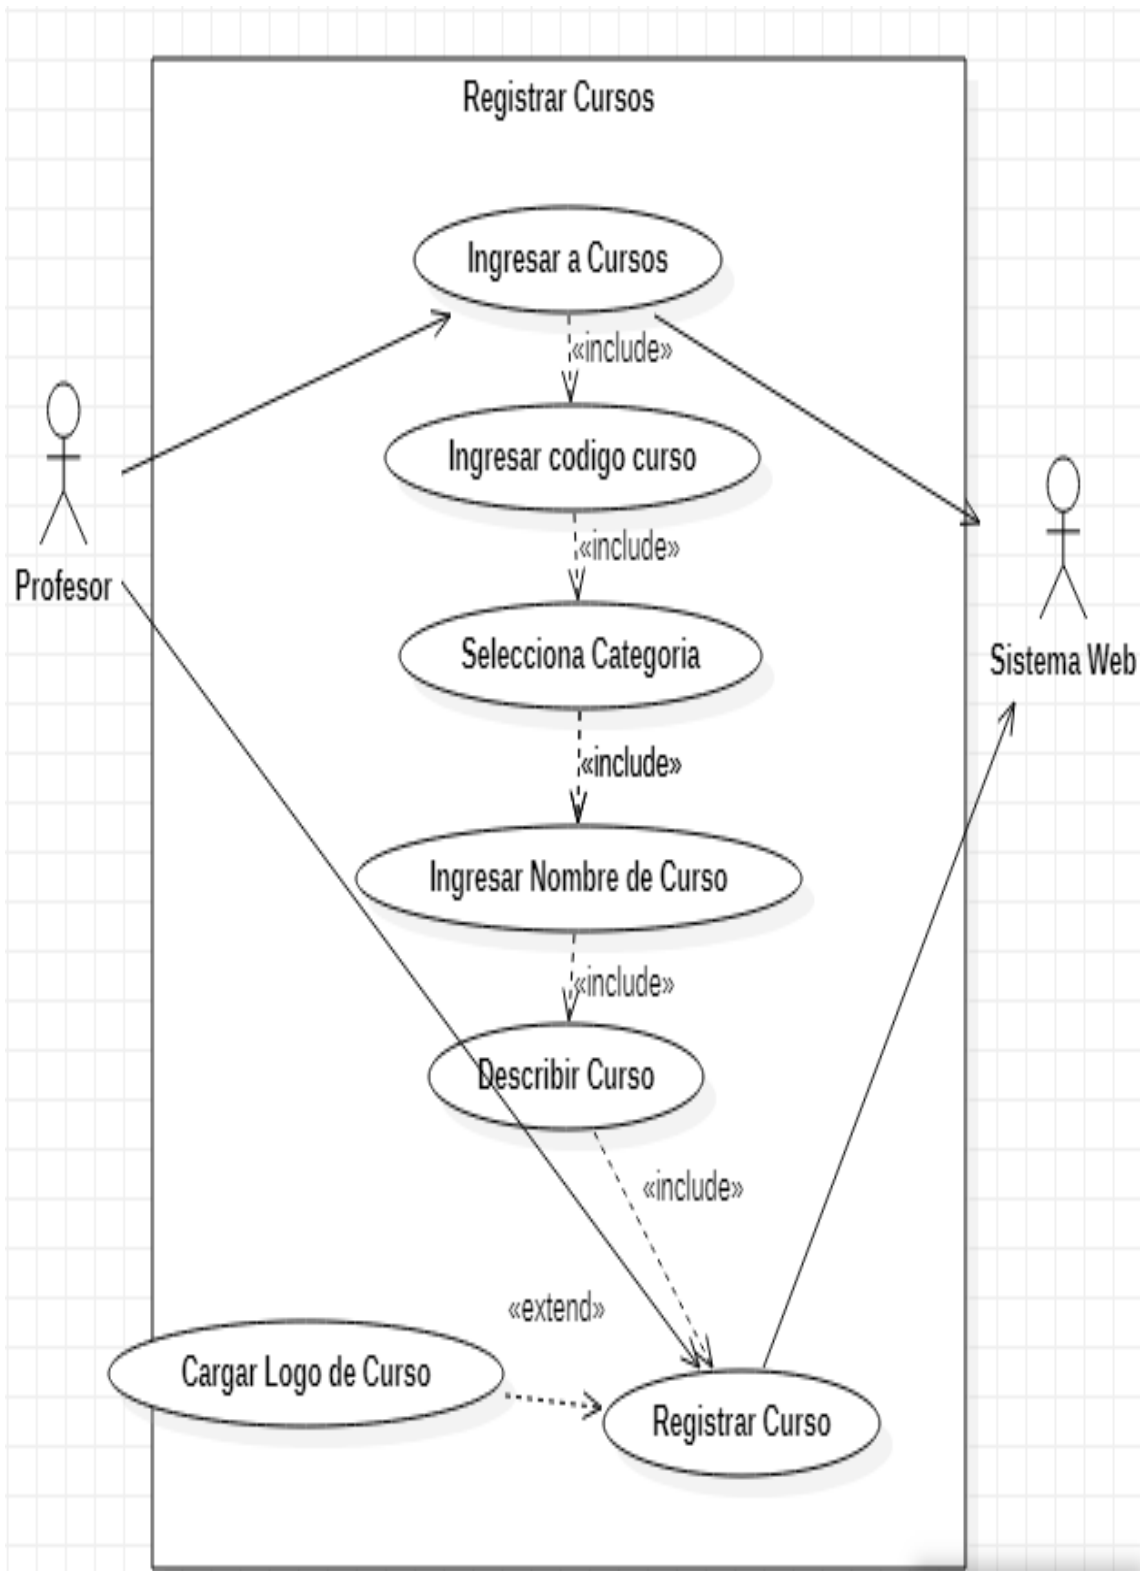 Registrar Cursos
Ingresar a Cursos
«include»
Ingresar codigo curso
«include»
Profesor
Selecciona Categoria
Sistema Web
«include»
Ingresar Nombre de Curso
«include»
Describir Curso
«include»
«extend»
Cargar Logo de Curso
Registrar Curso